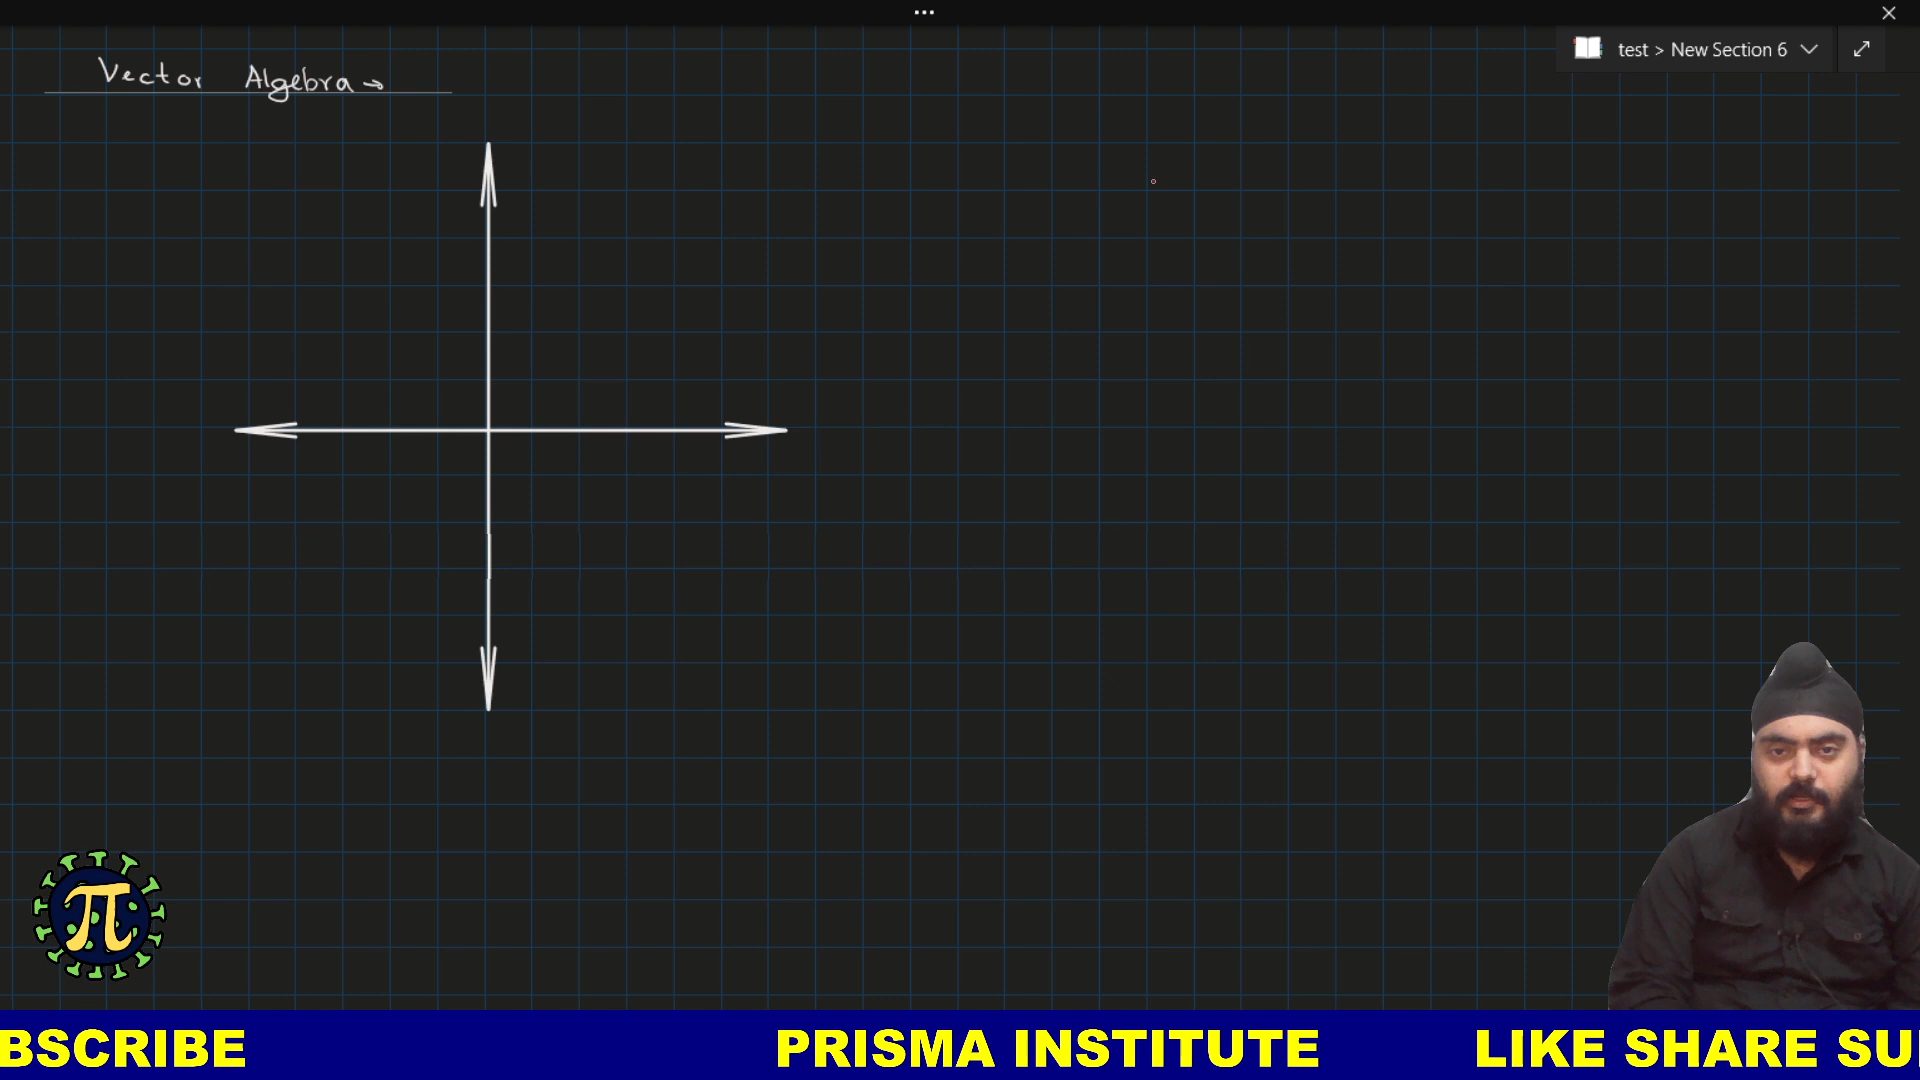 ...
test > New Section 6
Vector Algebra →
π
BSCRIBE PRISMA INSTITUTE LIKE SHARE SU